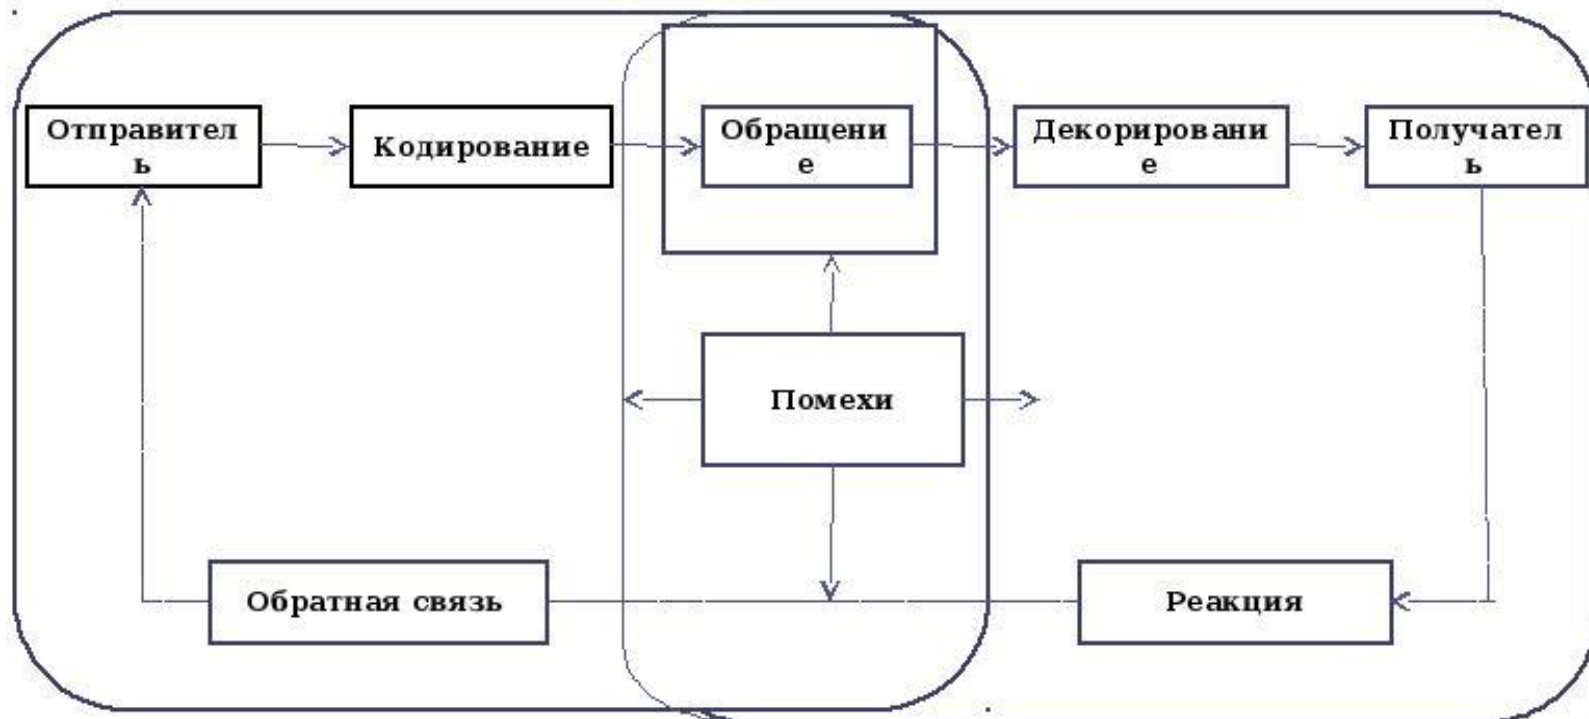 Отправител
ь
Кодирование
Обращени
е
Декорировани
е
Получател
ь
Помехи
Обратная связь
Реакция